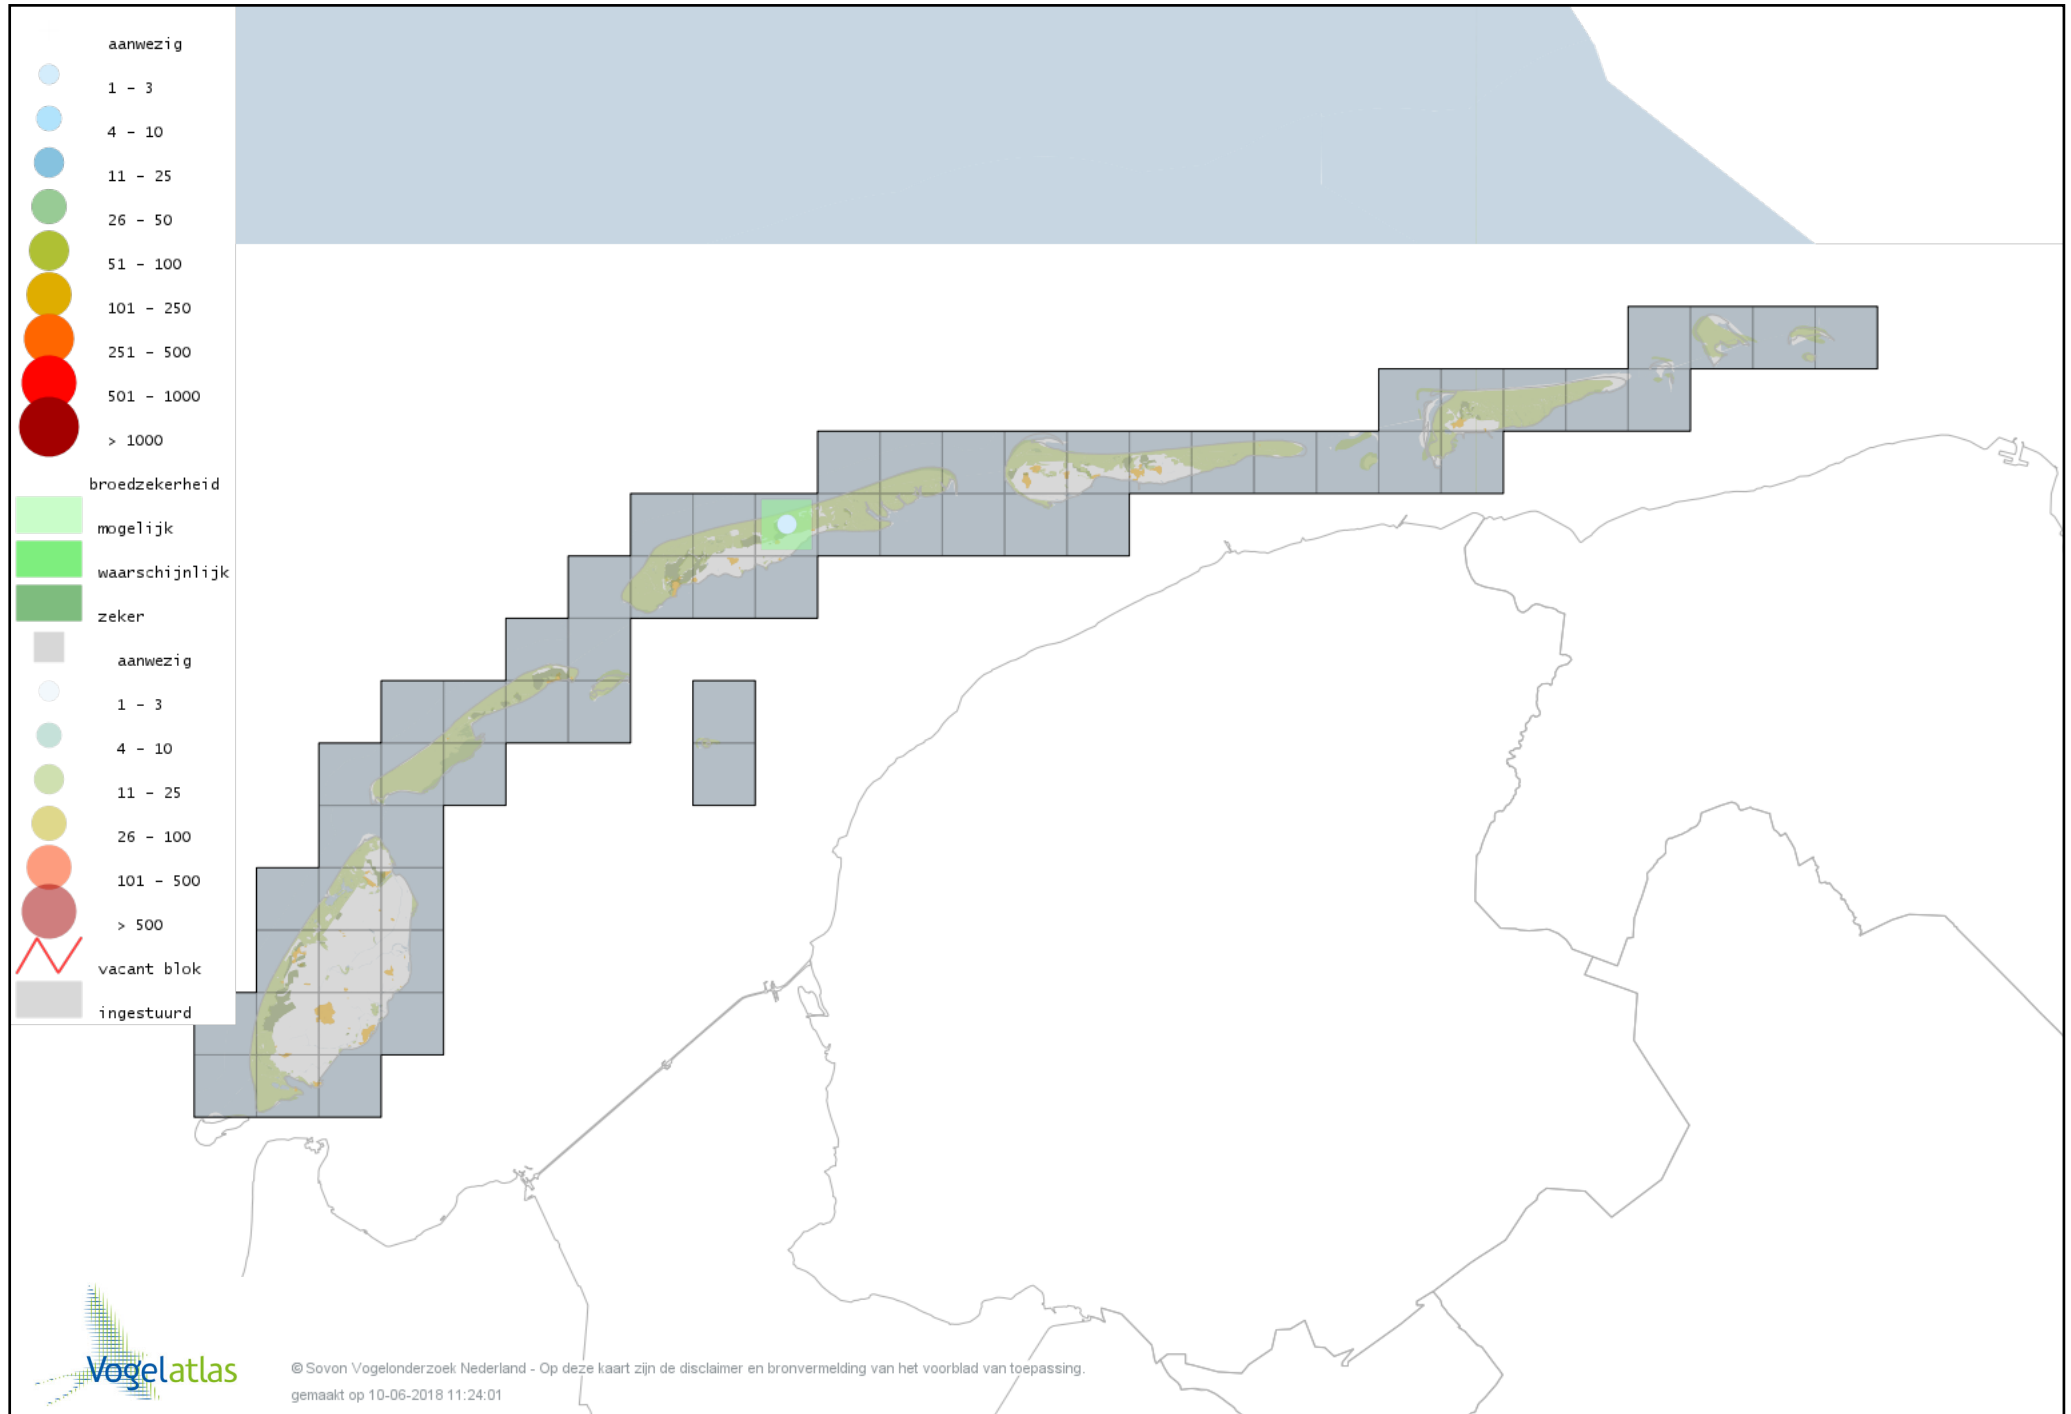 aanwezig
1 - 3
4 - 10
11 - 25
26 - 50
51 - 100
101 - 250
251 - 500
501 - 1000
> 1000
broedzekerheid
mogelijk
waarschijnlijk
zeker
aanwezig
1 - 3
4 - 10
11 - 25
26 - 100
101 - 500
> 500
vacant blok
ingestuurd
Vogelatlas
© Sovon Vogelonderzoek Nederland - Op deze kaart zijn de disclaimer en bronvermelding van het voorblad van toepassing.
gemaakt op 10-06-2018 11:24:01